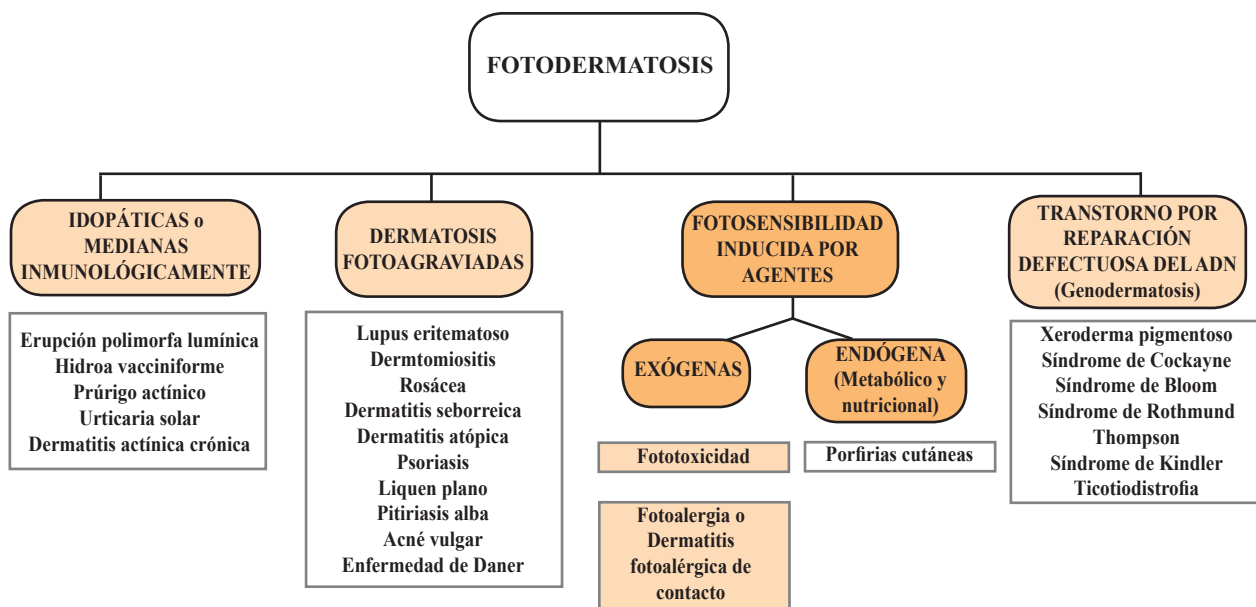 FOTODERMATOSIS
IDOPÁTICAS o
MEDIANAS
INMUNOLÓGICAMENTE
Erupción polimorfa lumínica
Hidroa vacciniforme
Prúrigo actínico
Urticaria solar
Dermatitis actínica crónica
DERMATOSIS
FOTOAGRAVIADAS
Lupus eritematoso
Dermtomiositis
Rosácea
Dermatitis seborreica
Dermatitis atópica
Psoriasis
Liquen plano
Pitiriasis alba
Acné vulgar
Enfermedad de Daner
FOTOSENSIBILIDAD
INDUCIDA POR
AGENTES
EXÓGENAS
Fototoxicidad
Fotoalergia o
Dermatitis
fotoalérgica de
contacto
ENDÓGENA
(Metabólico y
nutricional)
Porfirias cutáneas
TRANSTORNO POR
REPARACIÓN
DEFECTUOSA DEL ADN
(Genodermatosis)
Xeroderma pigmentoso
Síndrome de Cockayne
Síndrome de Bloom
Síndrome de Rothmund
Thompson
Síndrome de Kindler
Ticotiodistrofia